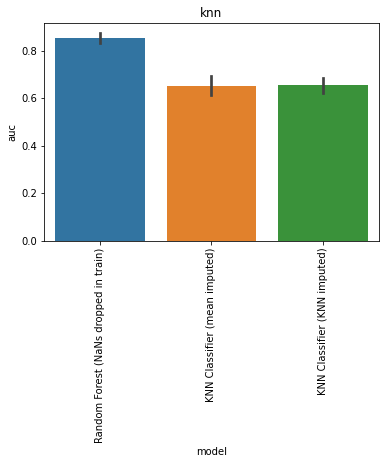 knn
auc
0.8
0.6
0.4
0.2
0.0
Random Forest (NaNs dropped in train)
KNN Classifier (mean imputed)
KNN Classifier (KNN imputed)
model